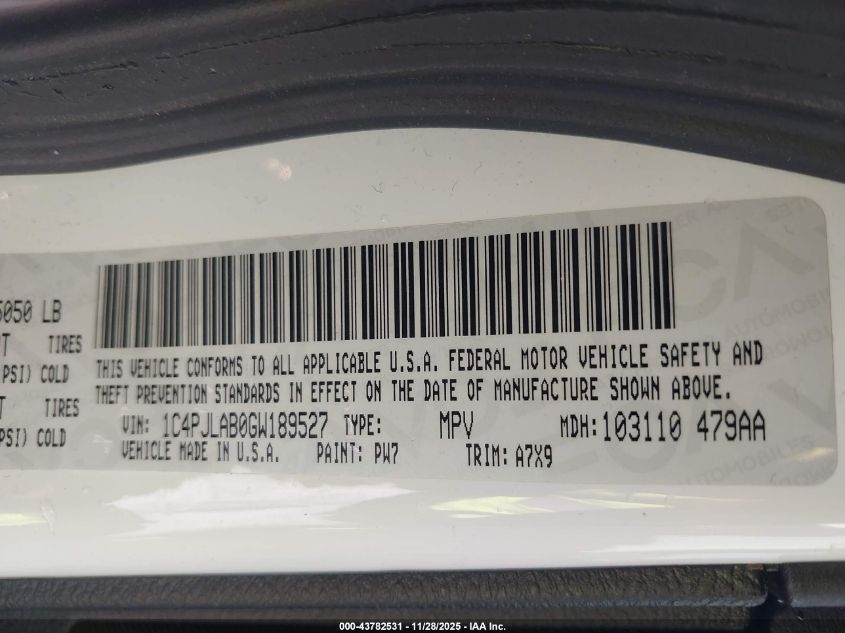 5050 LB
TIRES
PSI) COLD
TIRES
PSI) COLD
THIS VEHICLE CONFORMS TO ALL APPLICABLE U.S.A. FEDERAL MOTOR VEHICLE SAFETY AND
THEFT PREVENTION STANDARDS IN EFFECT ON THE DATE OF MANUFACTURE SHOWN ABOVE.
VIN: 1C4PJLAB0GW189527 TYPE: MPV MDH: 103110 479AA
VEHICLE MADE IN U.S.A. PAINT: PW7 TRIM: A7X9
AUTOMOBILES
000-43782531 - 11/28/2025 - IAA Inc.